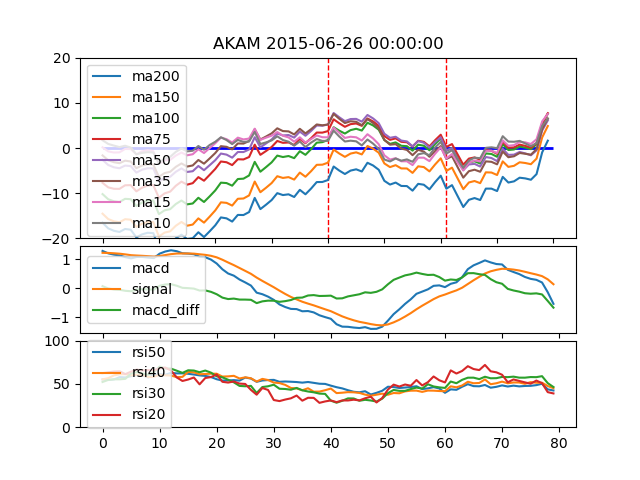 AKAM 2015-06-26 00:00:00
20
10
0
−10
−20
ma200
ma150
ma100
ma75
ma50
ma35
ma15
ma10
1
0
−1
macd
signal
macd_diff
100
50
0
rsi50
rsi40
rsi30
rsi20
0 10 20 30 40 50 60 70 80